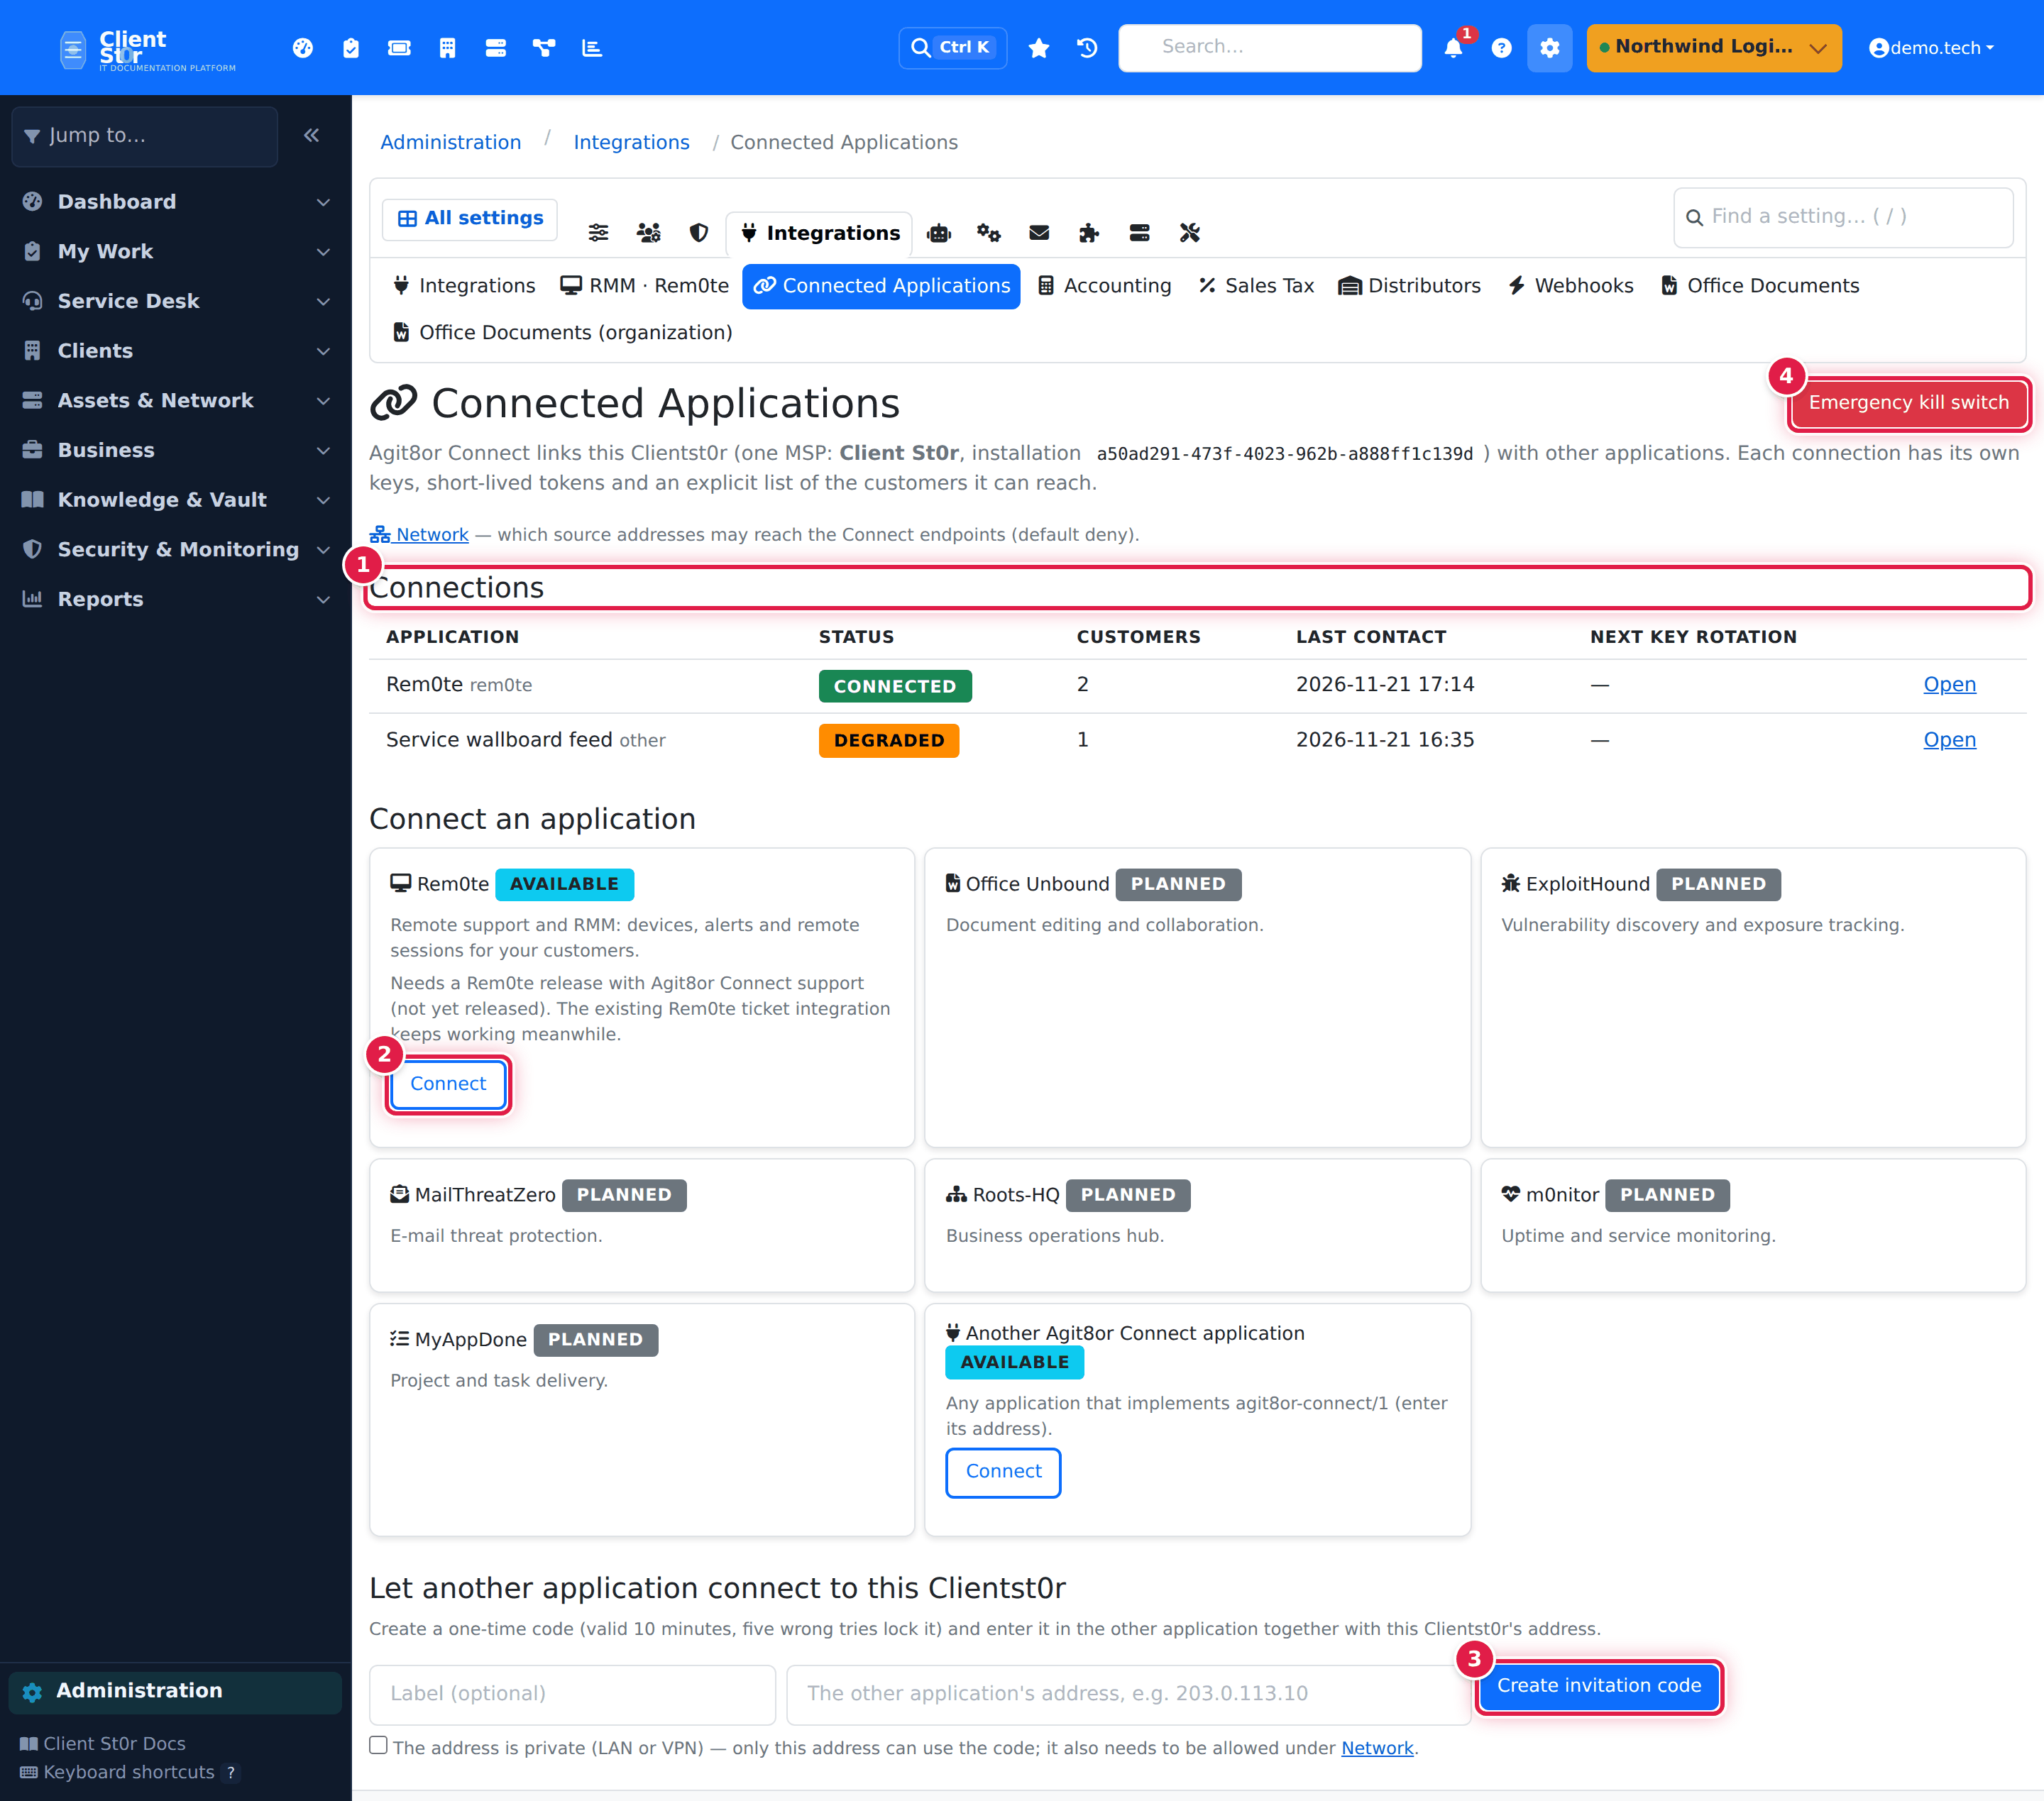 Client
St0r
IT DOCUMENTATION PLATFORM
Ctrl K
Search...
1
Northwind Logi...
demo.tech
Jump to...
Dashboard
My Work
Service Desk
Clients
Assets & Network
Business
Knowledge & Vault
Security & Monitoring
Reports
Administration
Client St0r Docs
Keyboard shortcuts ?
Administration / Integrations / Connected Applications
All settings
Integrations
Find a setting... ( / )
Integrations
RMM · Rem0te
Connected Applications
Accounting
Sales Tax
Distributors
Webhooks
Office Documents
Office Documents (organization)
Connected Applications
4
Emergency kill switch
Agit8or Connect links this Clientst0r (one MSP: Client St0r, installation a50ad291-473f-4023-962b-a888ff1c139d ) with other applications. Each connection has its own
keys, short-lived tokens and an explicit list of the customers it can reach.
Network — which source addresses may reach the Connect endpoints (default deny).
1
Connections
APPLICATION STATUS CUSTOMERS LAST CONTACT NEXT KEY ROTATION
Rem0te rem0te CONNECTED 2 2026-11-21 17:14 — Open
Service wallboard feed other DEGRADED 1 2026-11-21 16:35 — Open
Connect an application
Rem0te AVAILABLE
Remote support and RMM: devices, alerts and remote
sessions for your customers.
Needs a Rem0te release with Agit8or Connect support
(not yet released). The existing Rem0te ticket integration
keeps working meanwhile.
2
Connect
Office Unbound PLANNED
Document editing and collaboration.
ExploitHound PLANNED
Vulnerability discovery and exposure tracking.
MailThreatZero PLANNED
E-mail threat protection.
Roots-HQ PLANNED
Business operations hub.
m0nitor PLANNED
Uptime and service monitoring.
MyAppDone PLANNED
Project and task delivery.
Another Agit8or Connect application
AVAILABLE
Any application that implements agit8or-connect/1 (enter
its address).
Connect
Let another application connect to this Clientst0r
Create a one-time code (valid 10 minutes, five wrong tries lock it) and enter it in the other application together with this Clientst0r's address.
Label (optional)
The other application's address, e.g. 203.0.113.10
3
Create invitation code
The address is private (LAN or VPN) — only this address can use the code; it also needs to be allowed under Network.